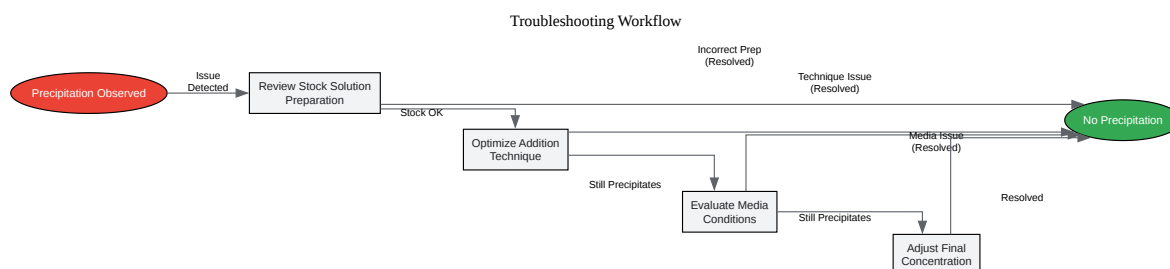 Troubleshooting Workflow
Incorrect Prep
(Resolved)
Issue
Detected
Technique Issue
(Resolved)
Precipitation Observed
Review Stock Solution
Preparation
Stock OK
No Precipitation
Optimize Addition
Technique
Media Issue
(Resolved)
Still Precipitates
Evaluate Media
Conditions
Resolved
Still Precipitates
Adjust Final
Concentration